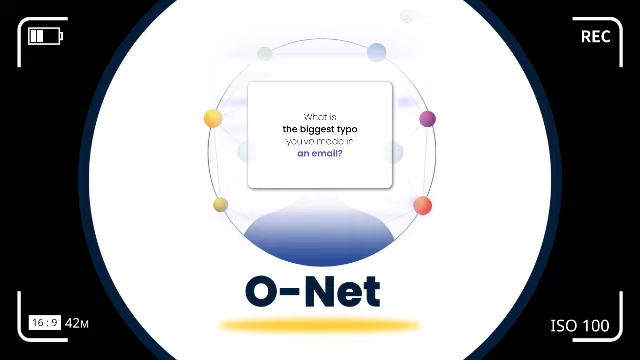 REC
What is
the biggest typo
you've made in
an email?
O-Net
16:9 42M
ISO 100